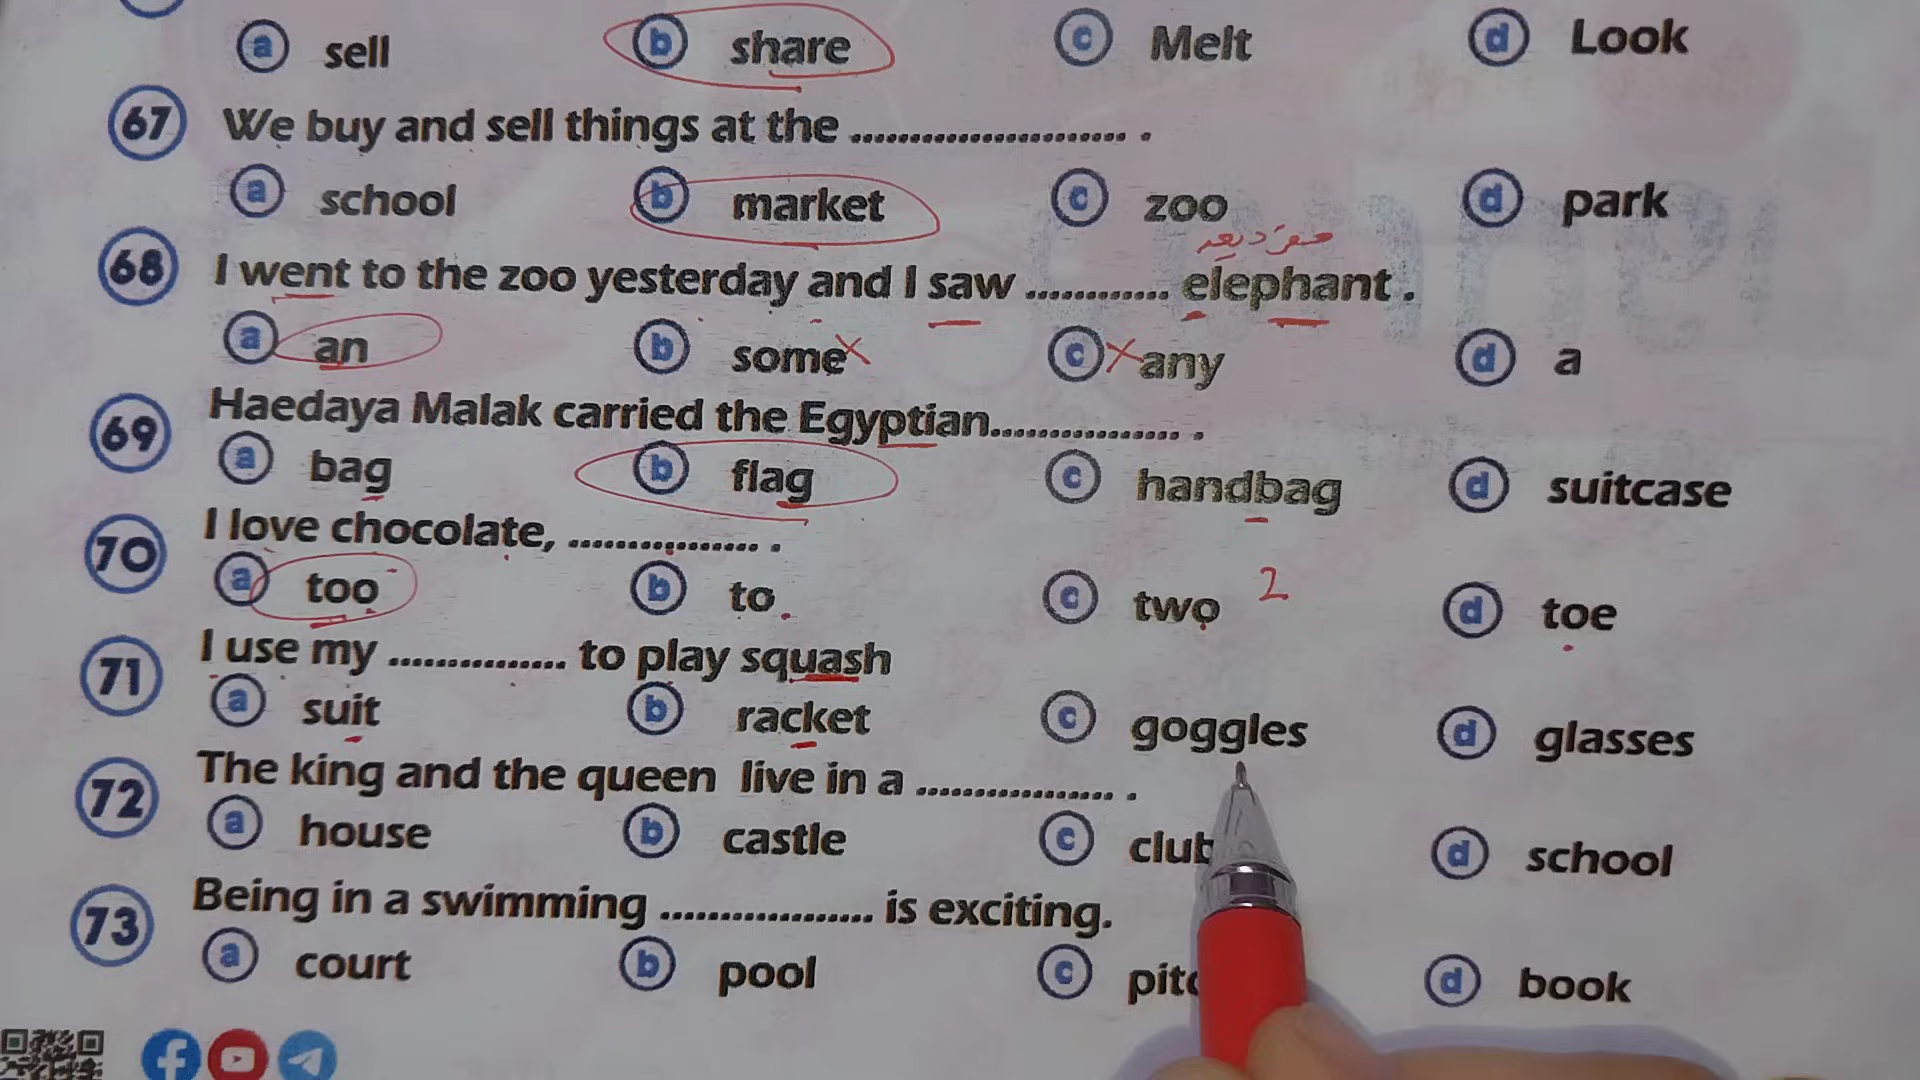 a sell b share c Melt d Look
67 We buy and sell things at the ........................ .
a school b market c zoo d park
68 I went to the zoo yesterday and I saw ............ elephant .
a an b some c any d a
69 Haedaya Malak carried the Egyptian................ .
a bag b flag c handbag d suitcase
70 I love chocolate, ................ .
a too b to c two 2 d toe
71 I use my ............... to play squash
a suit b racket c goggles d glasses
72 The king and the queen live in a ................. .
a house b castle c club d school
73 Being in a swimming .................. is exciting.
a court b pool c d book